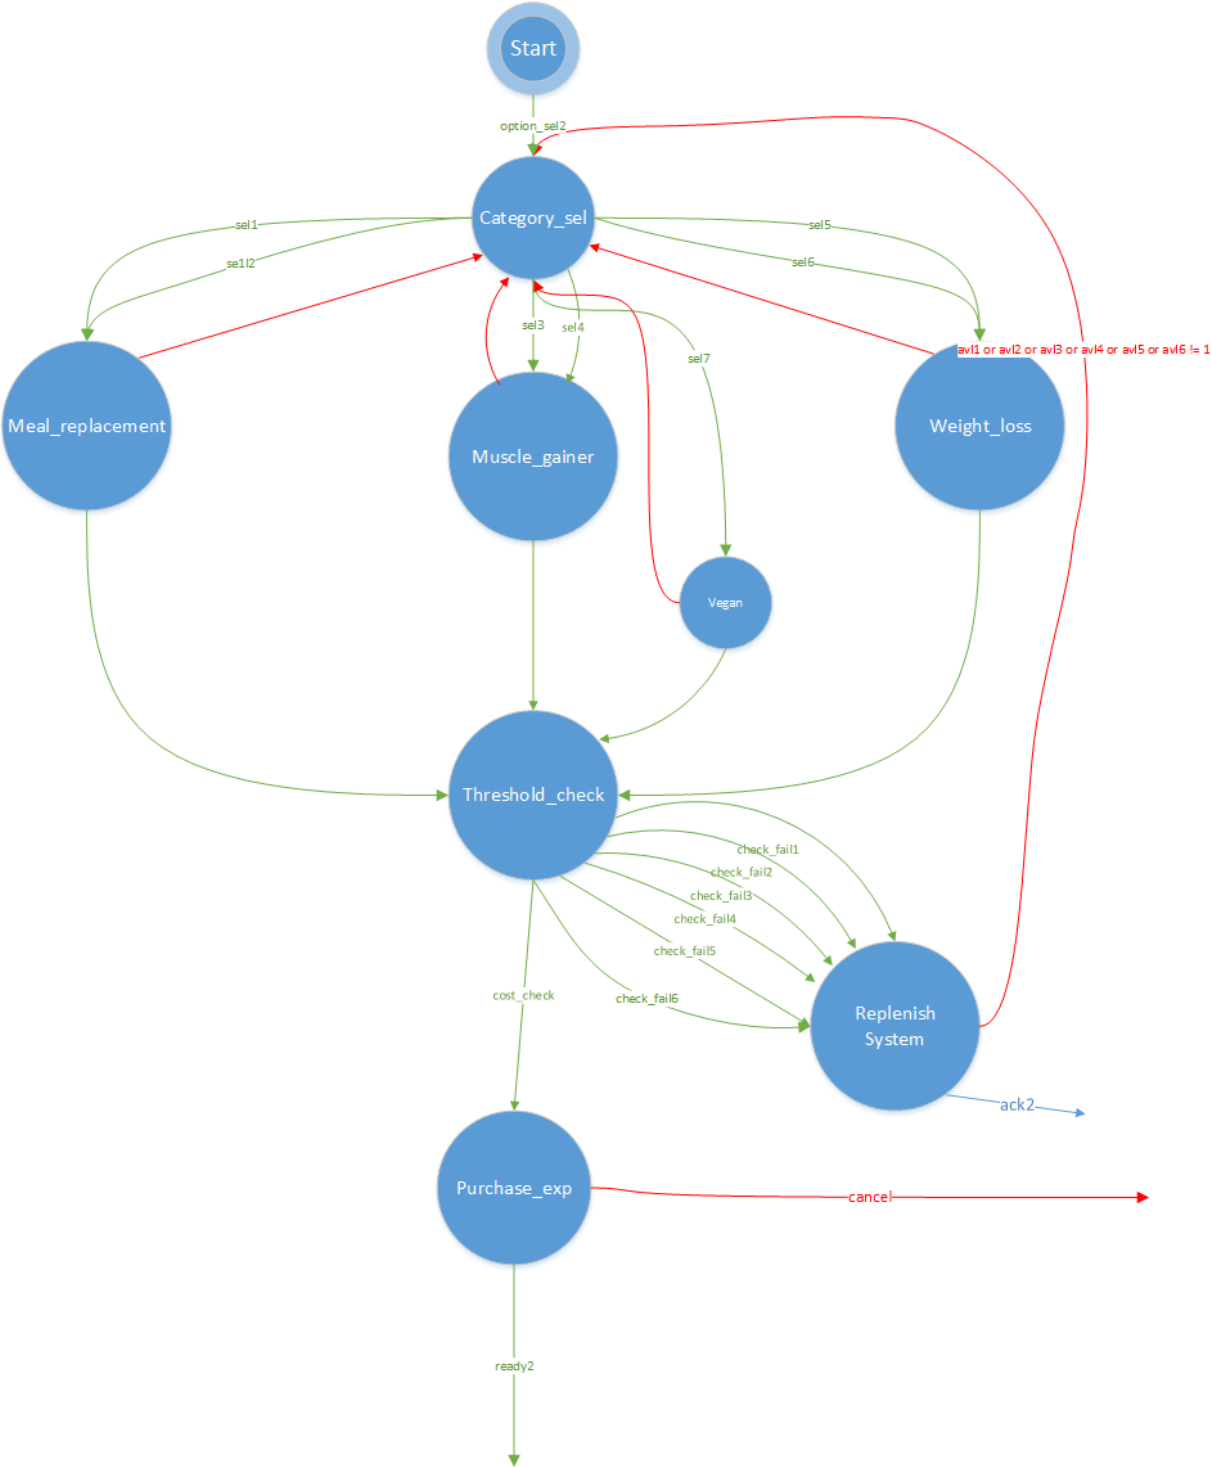 Start
option_sel2
Category_sel
sel1
sel5
se1l2
sel6
sel3
sel4
sel7
avl1 or avl2 or avl3 or avl4 or avl5 or avl6 != 1
Meal_replacement
Muscle_gainer
Weight_loss
Vegan
Threshold_check
check_fail1
check_fail2
check_fail3
check_fail4
check_fail5
cost_check
check_fail6
Replenish
System
ack2
Purchase_exp
cancel
ready2